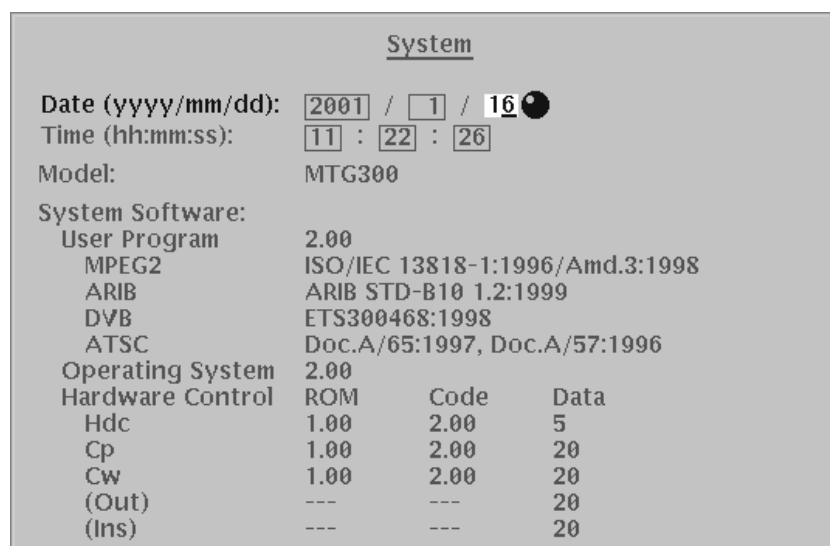 System
Date (yyyy/mm/dd): 2001 / 1 / 16
Time (hh:mm:ss): 11 : 22 : 26
Model: MTG300
System Software:
User Program 2.00
MPEG2 ISO/IEC 13818-1:1996/Amd.3:1998
ARIB ARIB STD-B10 1.2:1999
DVB ETS300468:1998
ATSC Doc.A/65:1997, Doc.A/57:1996
Operating System 2.00
Hardware Control ROM Code Data
Hdc 1.00 2.00 5
Cp 1.00 2.00 20
Cw 1.00 2.00 20
(Out) --- --- 20
(Ins) --- --- 20